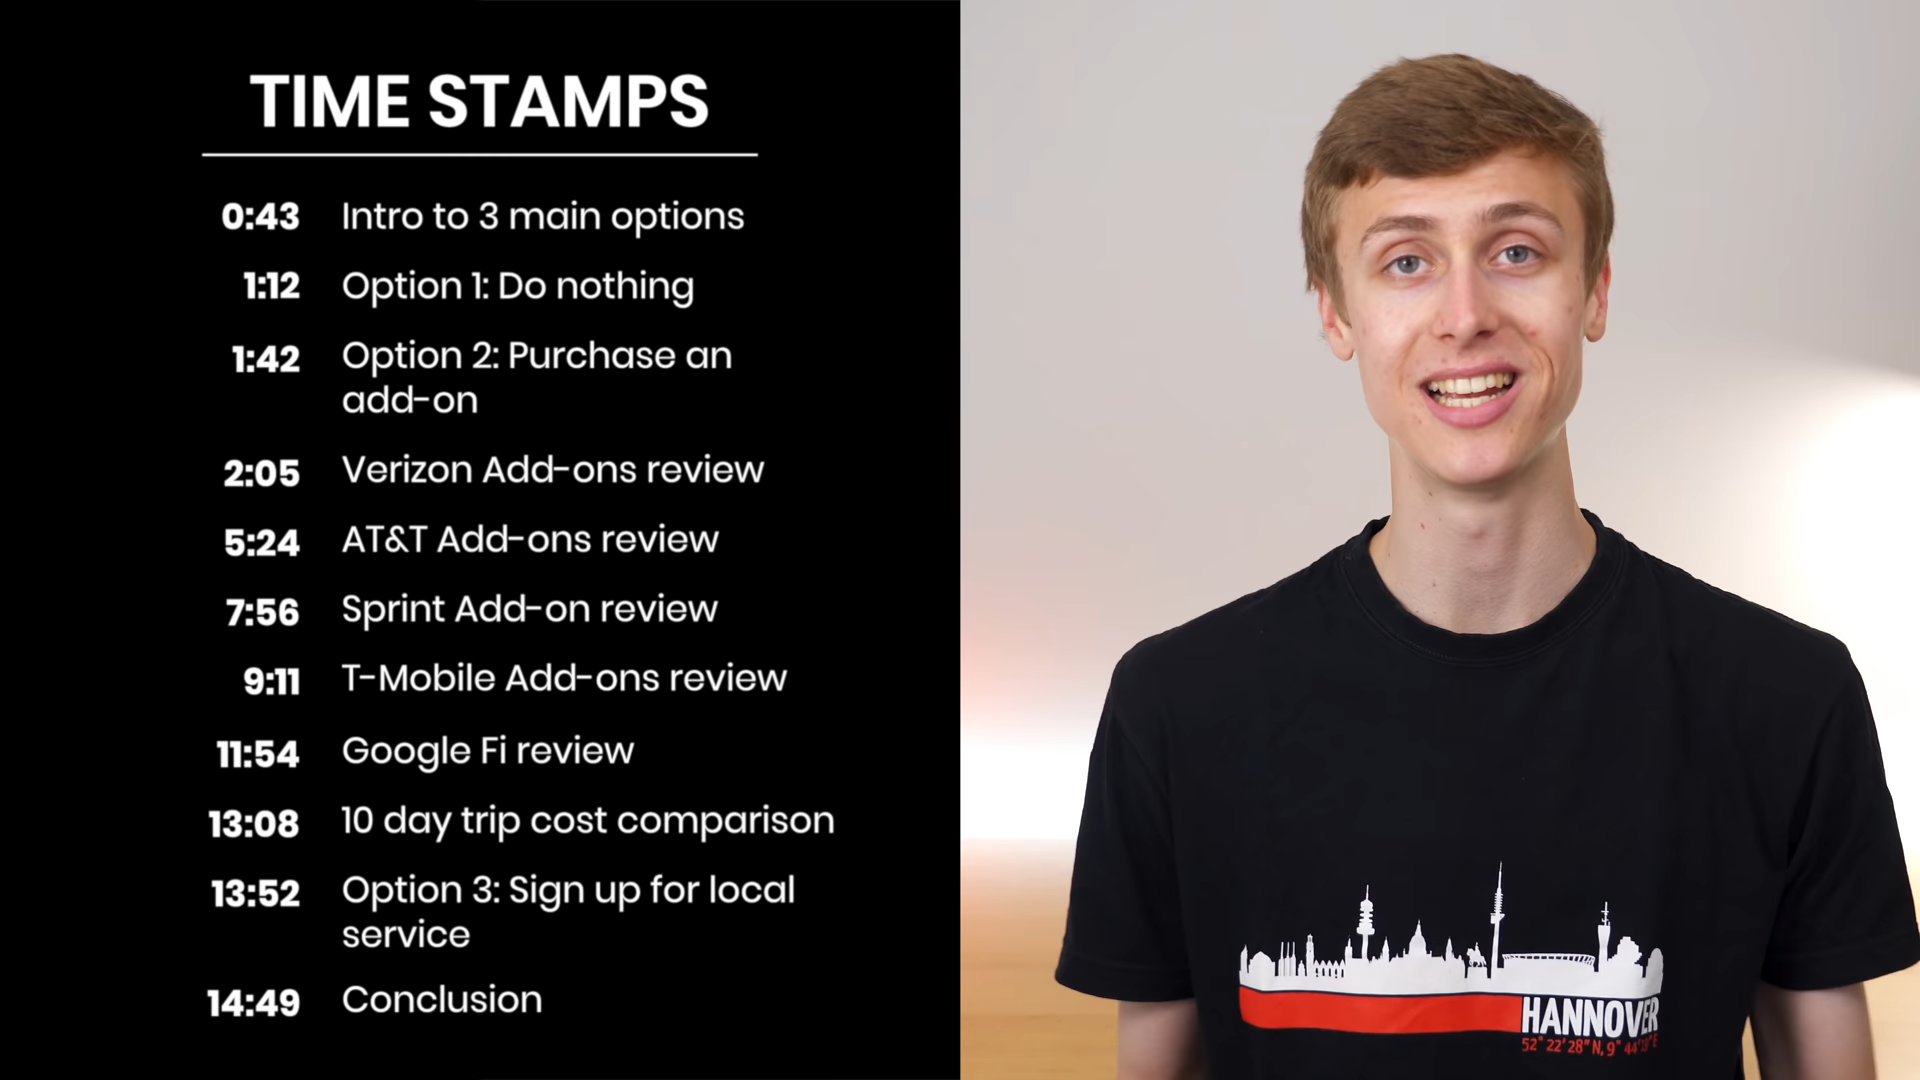 TIME STAMPS
0:43 Intro to 3 main options
1:12 Option 1: Do nothing
1:42 Option 2: Purchase an
add-on
2:05 Verizon Add-ons review
5:24 AT&T Add-ons review
7:56 Sprint Add-on review
9:11 T-Mobile Add-ons review
11:54 Google Fi review
13:08 10 day trip cost comparison
13:52 Option 3: Sign up for local
service
14:49 Conclusion
HANNOVER
52° 22' 28" N, 9° 44'